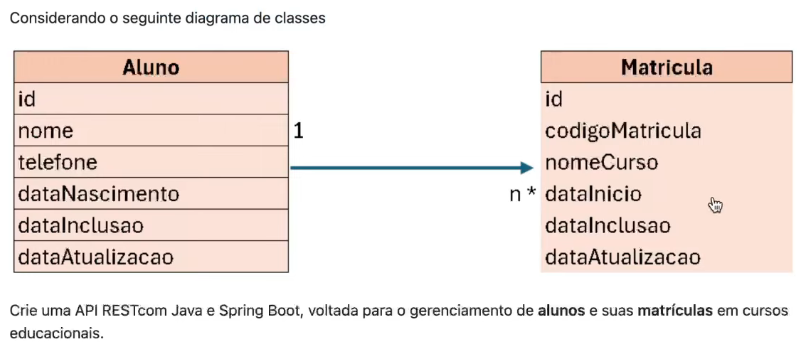 Considerando o seguinte diagrama de classes
Aluno
id
nome
telefone
dataNascimento
dataInclusao
dataAtualizacao
1
n *
Matricula
id
codigoMatricula
nomeCurso
dataInicio
dataInclusao
dataAtualizacao
Crie uma API RESTcom Java e Spring Boot, voltada para o gerenciamento de alunos e suas matrículas em cursos
educacionais.